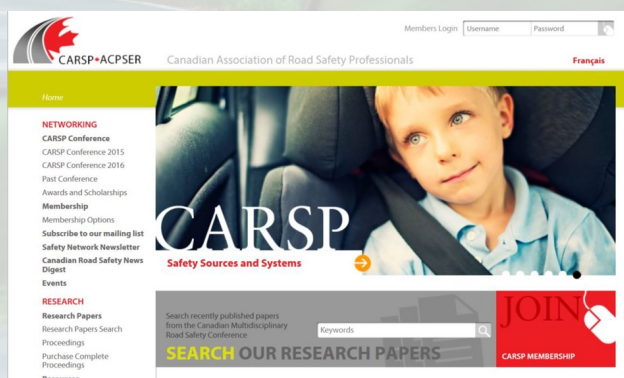 Members Login
Username
Password
CARSP+ACPSER
Canadian Association of Road Safety Professionals
Français
Home
NETWORKING
CARSP Conference
CARSP Conference 2015
CARSP Conference 2016
Past Conference
Awards and Scholarships
Membership
Membership Options
Subscribe to our mailing list
Safety Network Newsletter
Canadian Road Safety News
Digest
Events
RESEARCH
Research Papers
Research Papers Search
Proceedings
Purchase Complete
Proceedings
CARSP
Safety Sources and Systems
Search recently published papers
from the Canadian Multidisciplinary
Road Safety Conference
Keywords
SEARCH OUR RESEARCH PAPERS
JOIN
CARSP MEMBERSHIP